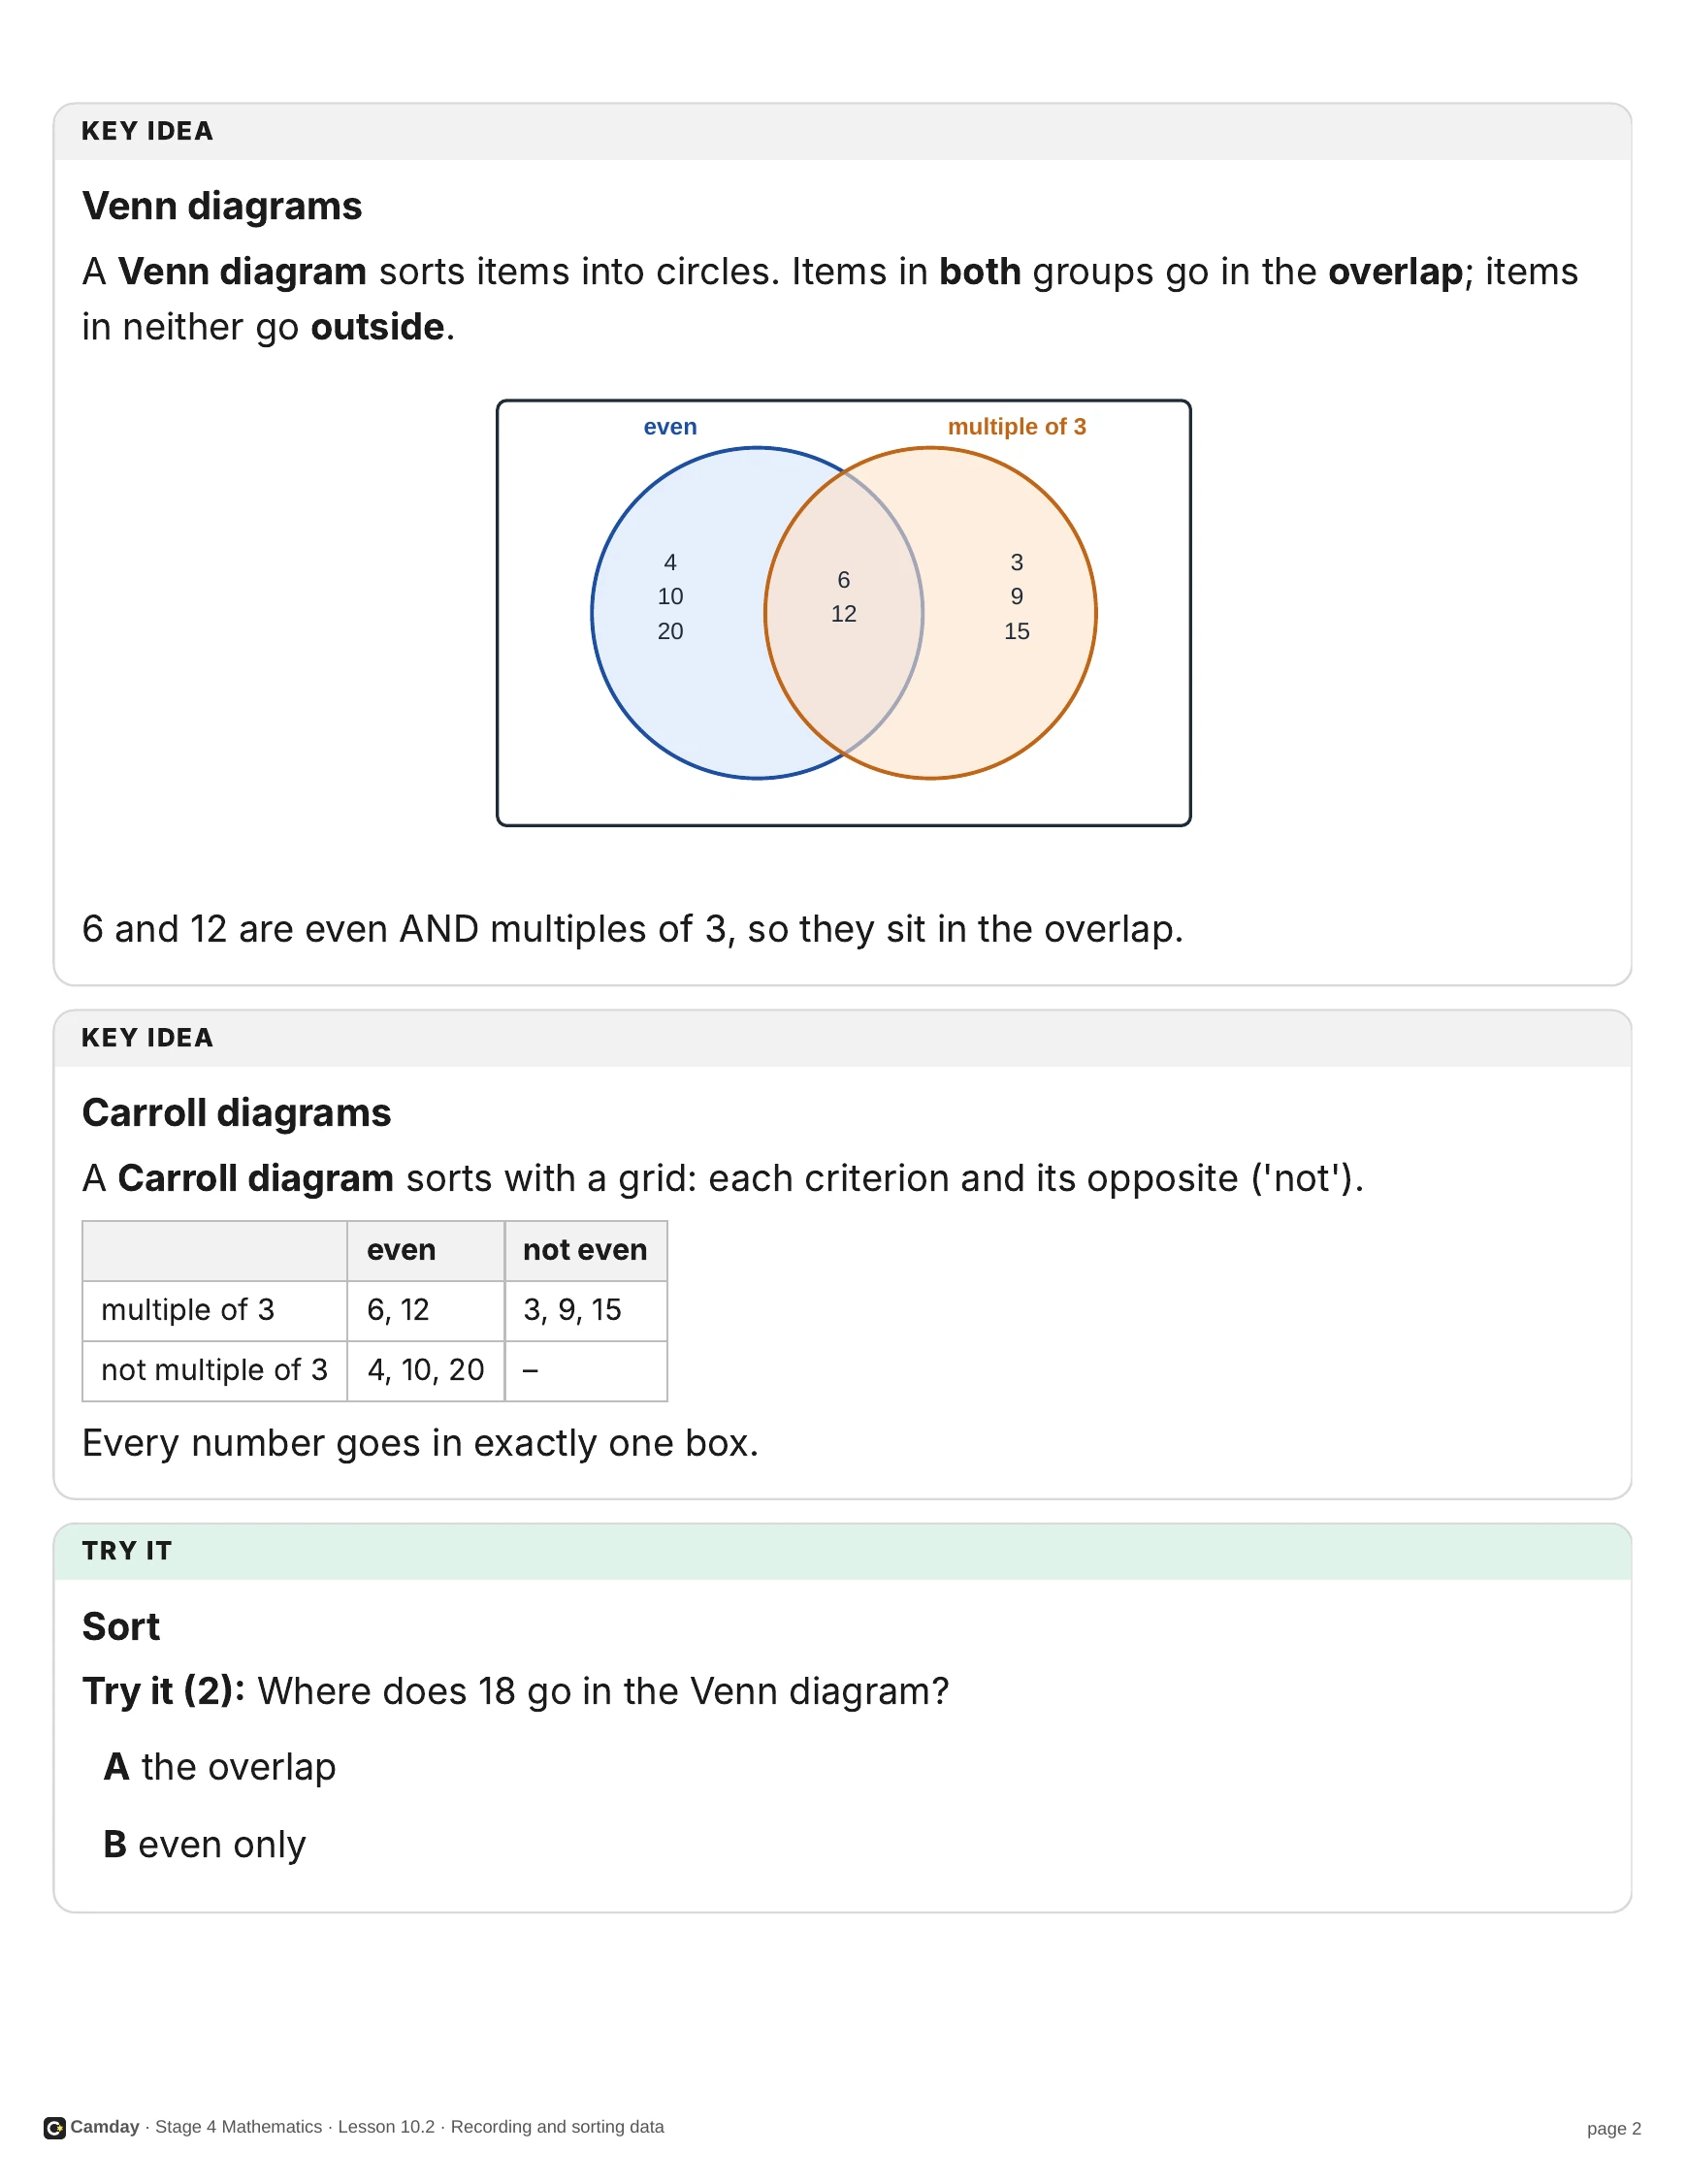 KEY IDEA
Venn diagrams
A Venn diagram sorts items into circles. Items in both groups go in the overlap; items
in neither go outside.
even
multiple of 3
4
10
20
6
12
3
9
15
6 and 12 are even AND multiples of 3, so they sit in the overlap.
KEY IDEA
Carroll diagrams
A Carroll diagram sorts with a grid: each criterion and its opposite ('not').
even not even
multiple of 3 6, 12 3, 9, 15
not multiple of 3 4, 10, 20 –
Every number goes in exactly one box.
TRY IT
Sort
Try it (2): Where does 18 go in the Venn diagram?
A the overlap
B even only
Camday · Stage 4 Mathematics · Lesson 10.2 · Recording and sorting data
page 2